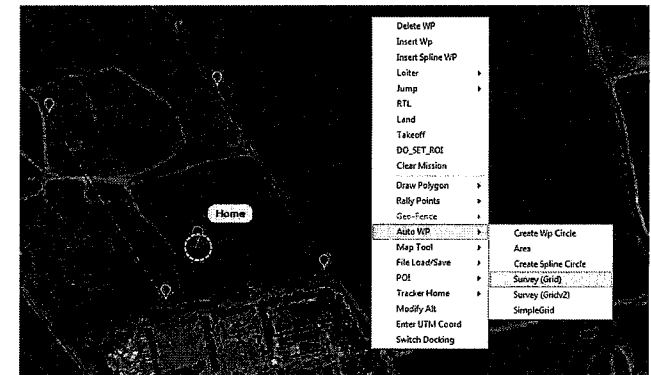 Delete WP
Insert Wp
Insert Spline WP
Loiter
Jump
RTL
Land
Takeoff
DO_SET_ROI
Clear Mission
Draw Polygon
Rally Points
Geo-Fence
Auto WP
Map Tool
File Load/Save
POI
Tracker Home
Modify Alt
Enter UTM Coord
Switch Docking
Create Wp Circle
Area
Create Spline Circle
Survey (Grid)
Survey (Gridv2)
SimpleGrid
Home